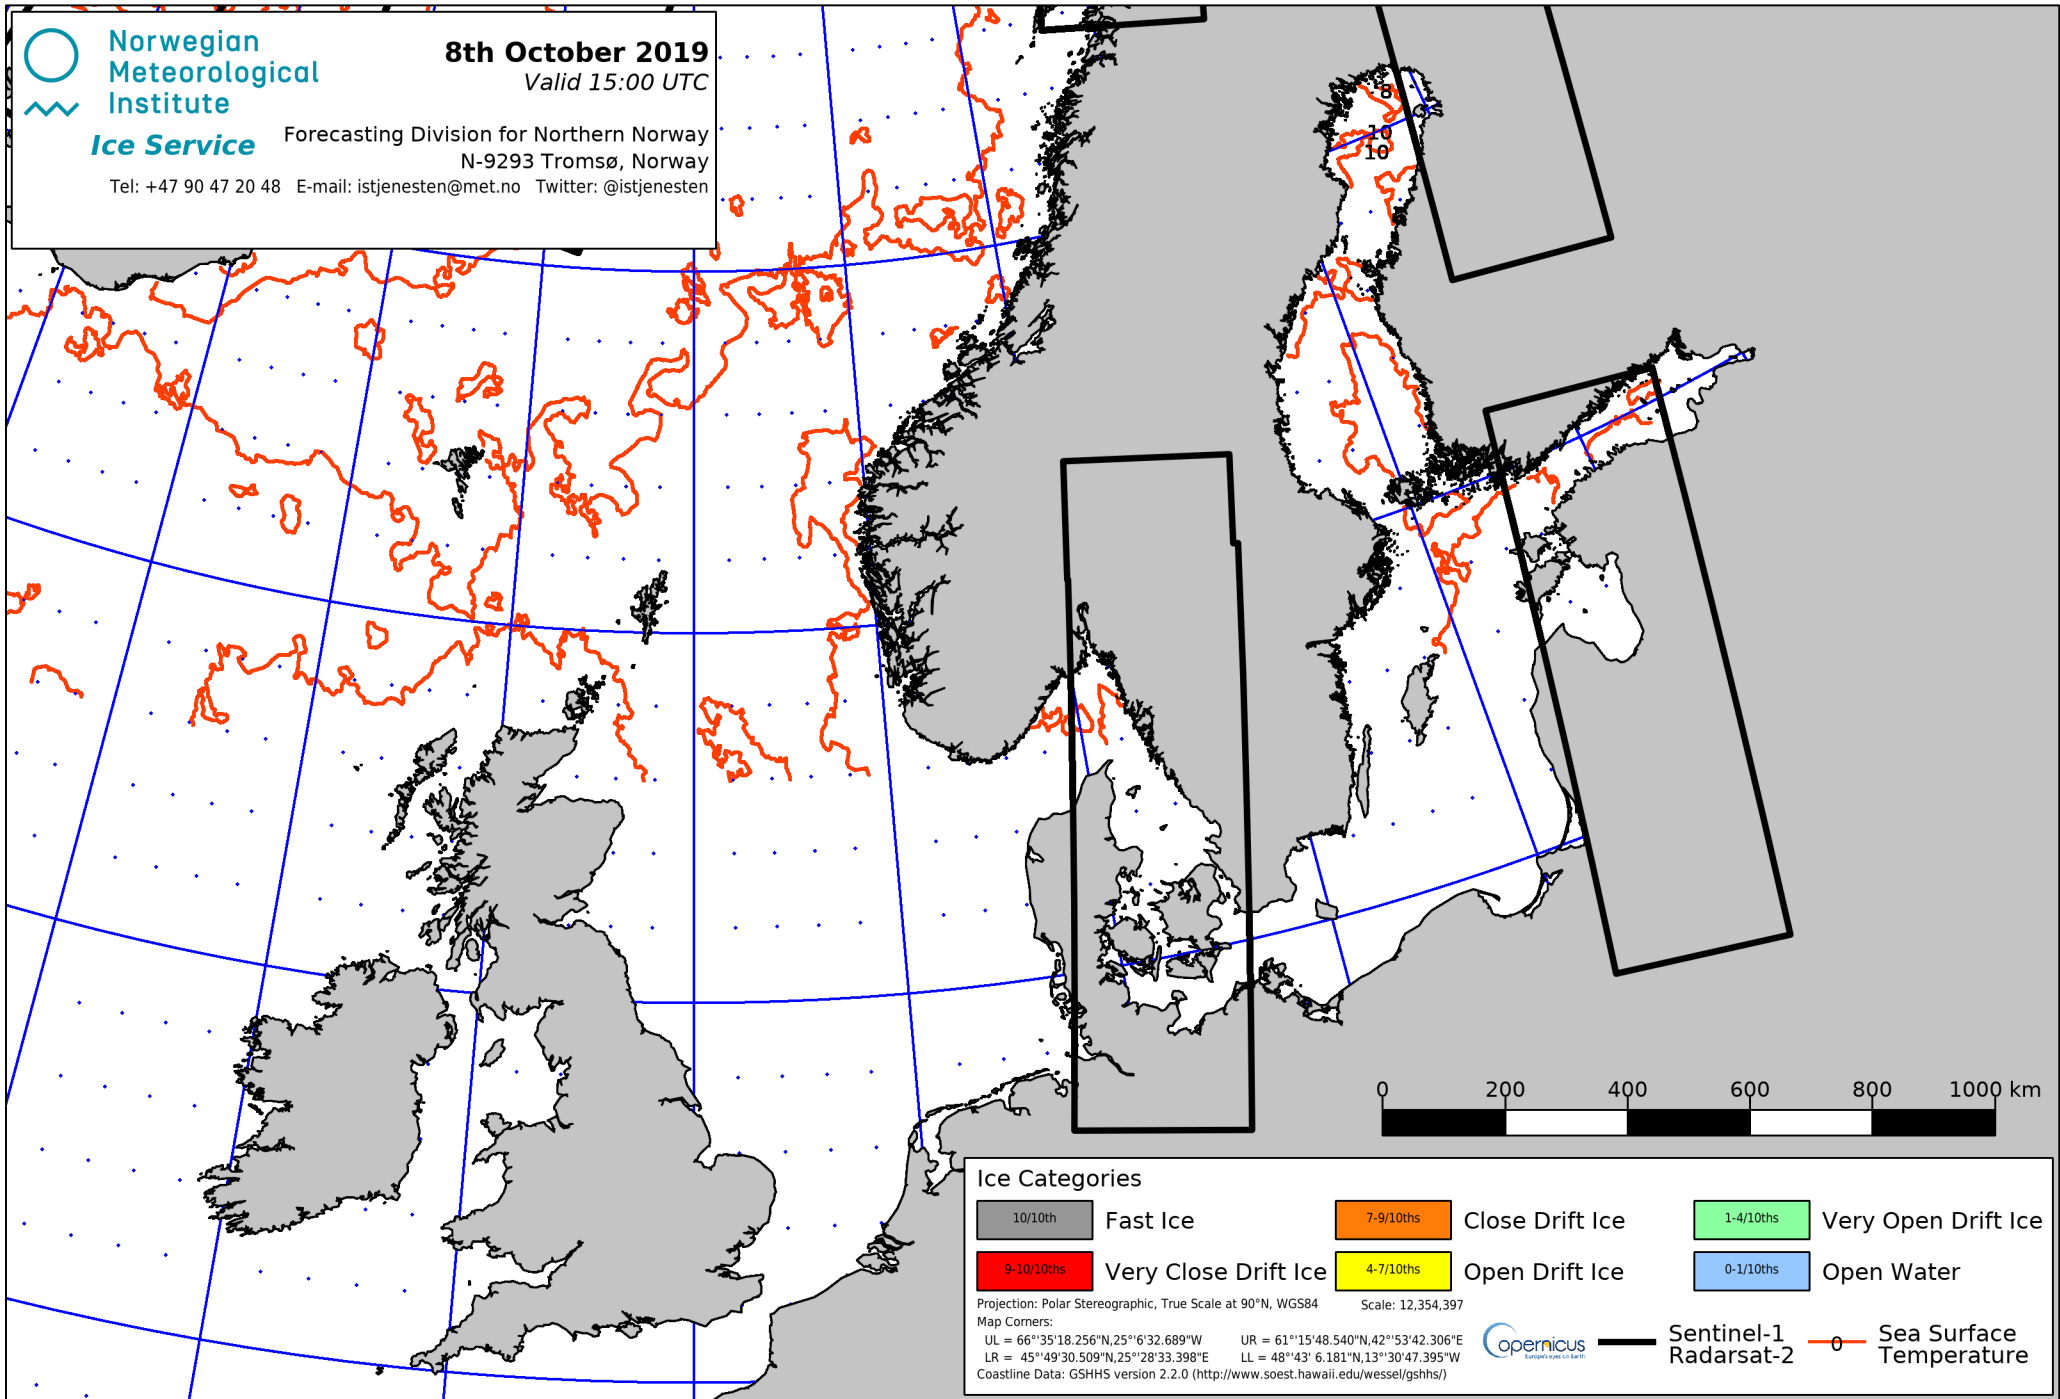 Norwegian
Meteorological
Institute
Ice Service
8th October 2019
Valid 15:00 UTC
Forecasting Division for Northern Norway
N-9293 Tromsø, Norway
Tel: +47 90 47 20 48 E-mail: istjenesten@met.no Twitter: @istjenesten
8
10
10
0 200 400 600 800 1000 km
Ice Categories
10/10th Fast Ice 7-9/10ths Close Drift Ice 1-4/10ths Very Open Drift Ice
9-10/10ths Very Close Drift Ice 4-7/10ths Open Drift Ice 0-1/10ths Open Water
Projection: Polar Stereographic, True Scale at 90°N, WGS84 Scale: 12,354,397
Map Corners:
UL = 66°'35'18.256"N,25°'6'32.689"W UR = 61°'15'48.540"N,42°'53'42.306"E
LR = 45°'49'30.509"N,25°'28'33.398"E LL = 48°'43' 6.181"N,13°'30'47.395"W
Coastline Data: GSHHS version 2.2.0 (http://www.soest.hawaii.edu/wessel/gshhs/)
Copernicus
Europe's eyes on Earth
Sentinel-1
Radarsat-2
0
Sea Surface
Temperature